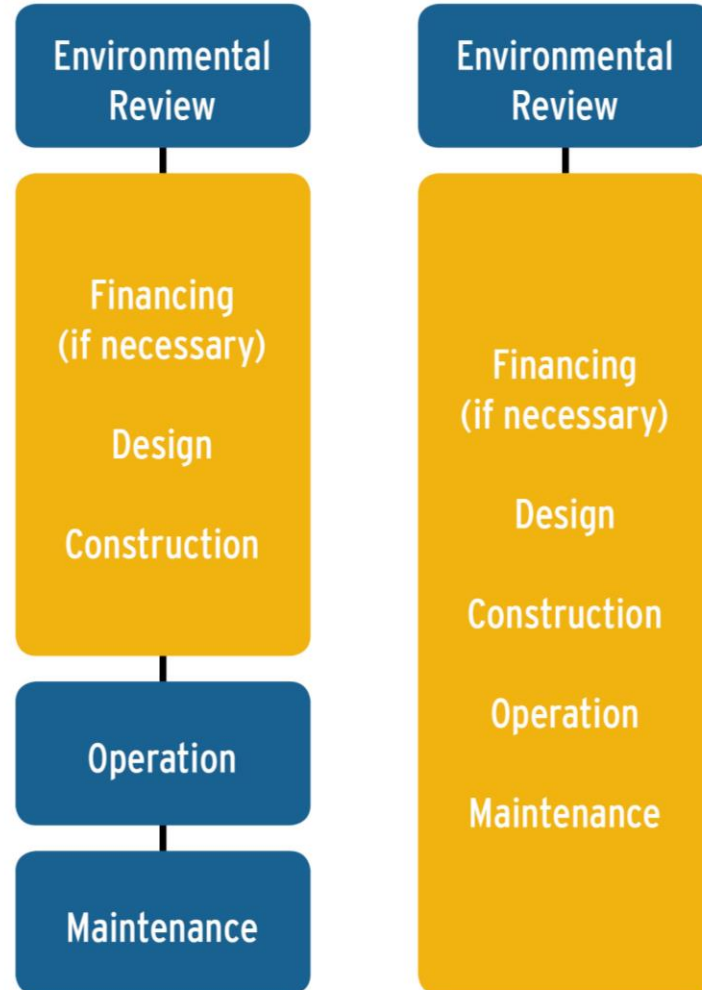 Environmental
Review
Financing
(if necessary)
Design
Construction
Operation
Maintenance
Environmental
Review
Financing
(if necessary)
Design
Construction
Operation
Maintenance